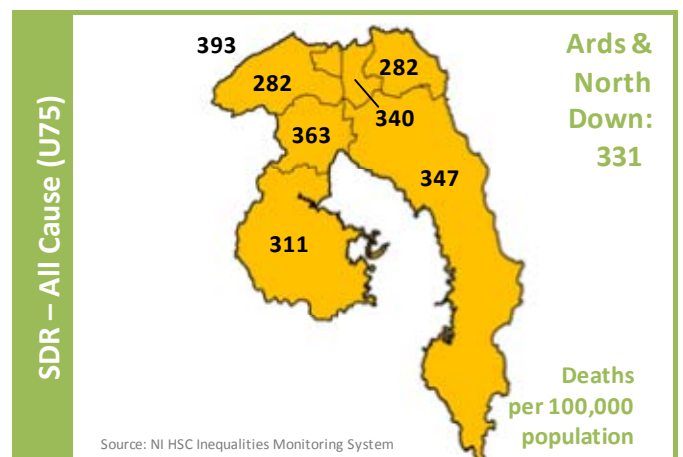 SDR – All Cause (U75)
393
282
282
340
363
347
311
Ards &
North
Down:
331
Deaths
per 100,000
population
Source: NI HSC Inequalities Monitoring System